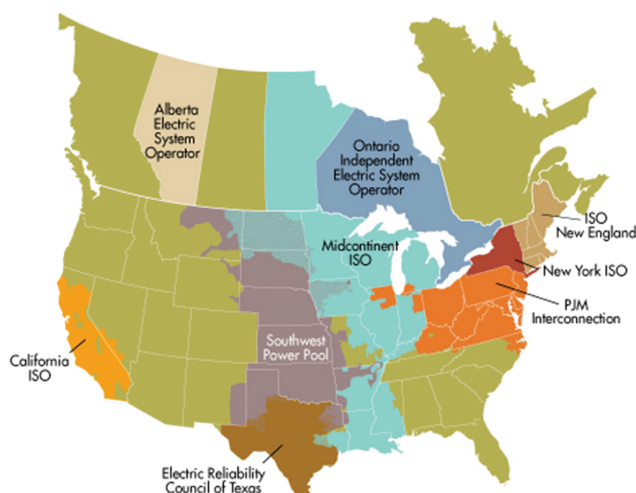 Alberta
Electric
System
Operator
Ontario
Independent
Electric System
Operator
ISO
New England
Midcontinent
ISO
New York ISO
PJM
Interconnection
Southwest
Power Pool
California
ISO
Electric Reliability
Council of Texas